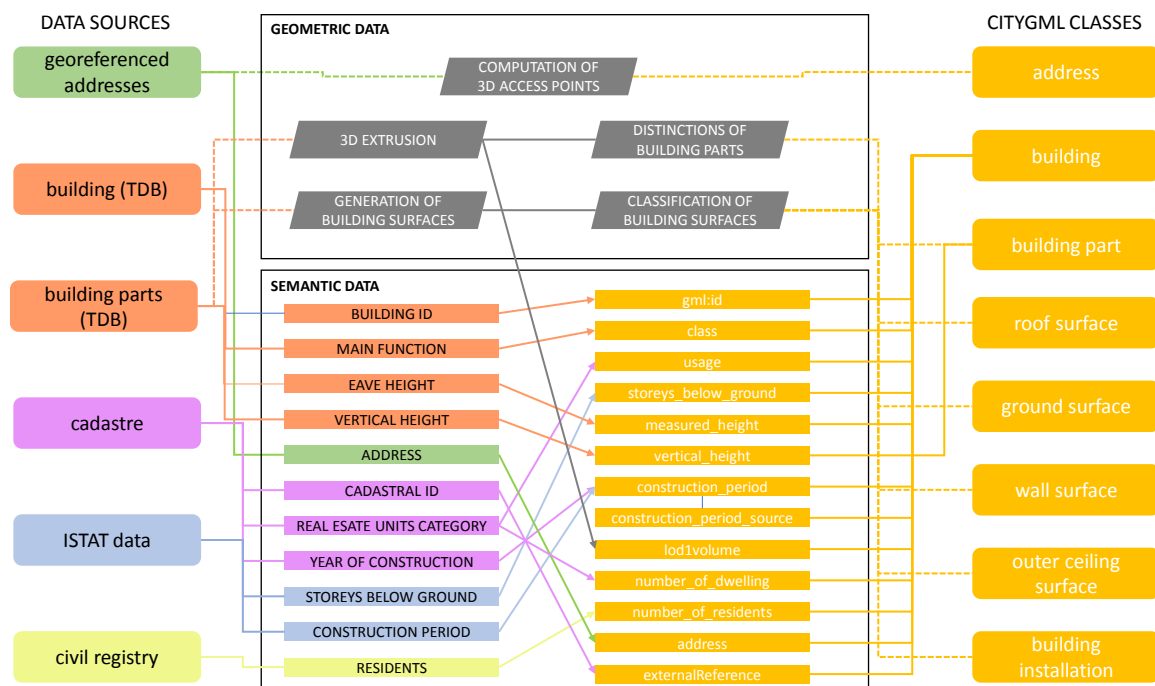 DATA SOURCES
georeferenced
addresses
building (TDB)
building parts
(TDB)
cadastre
ISTAT data
civil registry
GEOMETRIC DATA
COMPUTATION OF
3D ACCESS POINTS
3D EXTRUSION
DISTINCTIONS OF
BUILDING PARTS
GENERATION OF
BUILDING SURFACES
CLASSIFICATION OF
BUILDING SURFACES
SEMANTIC DATA
BUILDING ID
MAIN FUNCTION
EAVE HEIGHT
VERTICAL HEIGHT
ADDRESS
CADASTRAL ID
REAL ESATE UNITS CATEGORY
YEAR OF CONSTRUCTION
STOREYS BELOW GROUND
CONSTRUCTION PERIOD
RESIDENTS
gml:id
class
usage
storeys_below_ground
measured_height
vertical_height
construction_period
construction_period_source
lod1volume
number_of_dwelling
number_of_residents
address
externalReference
CITYGML CLASSES
address
building
building part
roof surface
ground surface
wall surface
outer ceiling
surface
building
installation